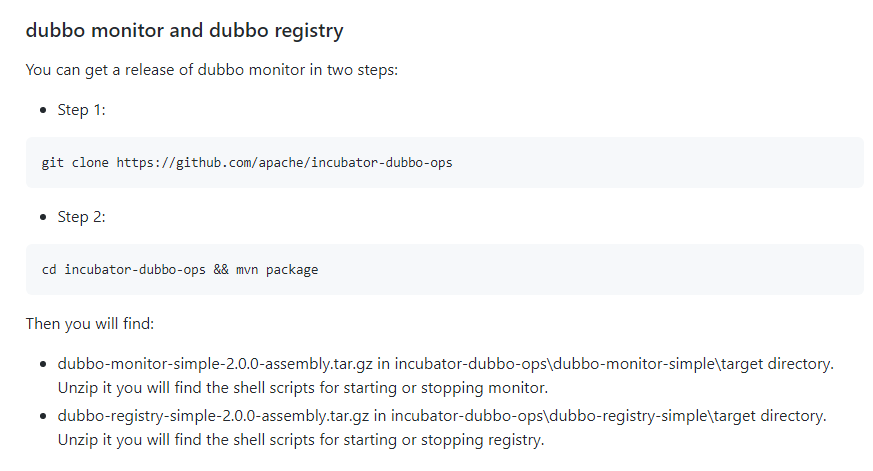 dubbo monitor and dubbo registry
You can get a release of dubbo monitor in two steps:
• Step 1:
git clone https://github.com/apache/incubator-dubbo-ops
• Step 2:
cd incubator-dubbo-ops && mvn package
Then you will find:
• dubbo-monitor-simple-2.0.0-assembly.tar.gz in incubator-dubbo-ops\dubbo-monitor-simple\target directory.
Unzip it you will find the shell scripts for starting or stopping monitor.
• dubbo-registry-simple-2.0.0-assembly.tar.gz in incubator-dubbo-ops\dubbo-registry-simple\target directory.
Unzip it you will find the shell scripts for starting or stopping registry.